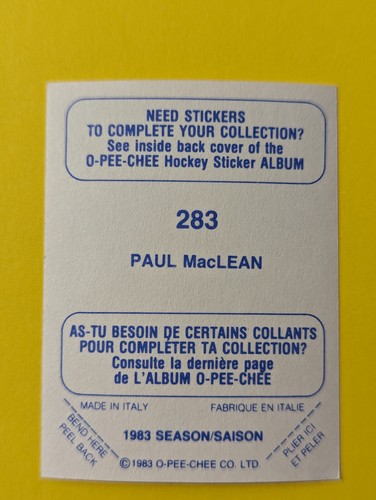 NEED STICKERS
TO COMPLETE YOUR COLLECTION?
See inside back cover of the
O-PEE-CHEE Hockey Sticker ALBUM
283
PAUL MacLEAN
AS-TU BESOIN DE CERTAINS COLLANTS
POUR COMPLÉTER TA COLLECTION?
Consulte la dernière page
de L'ALBUM O-PEE-CHEE
MADE IN ITALY FABRIQUE EN ITALIE
BEND HERE
PEEL BACK
1983 SEASON/SAISON
PLIER ICI
ET PELER
©1983 O-PEE-CHEE CO. LTD.